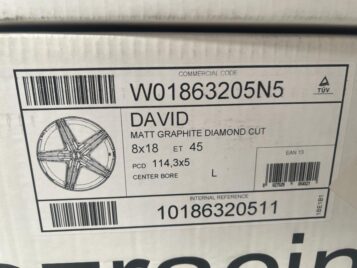 COMMERCIAL CODE
W01863205N5
TÜV
DAVID
MATT GRAPHITE DIAMOND CUT
8x18 ET 45
PCD 114,3x5
CENTER BORE L
EAN 13
INTERNAL REFERENCE
10186320511